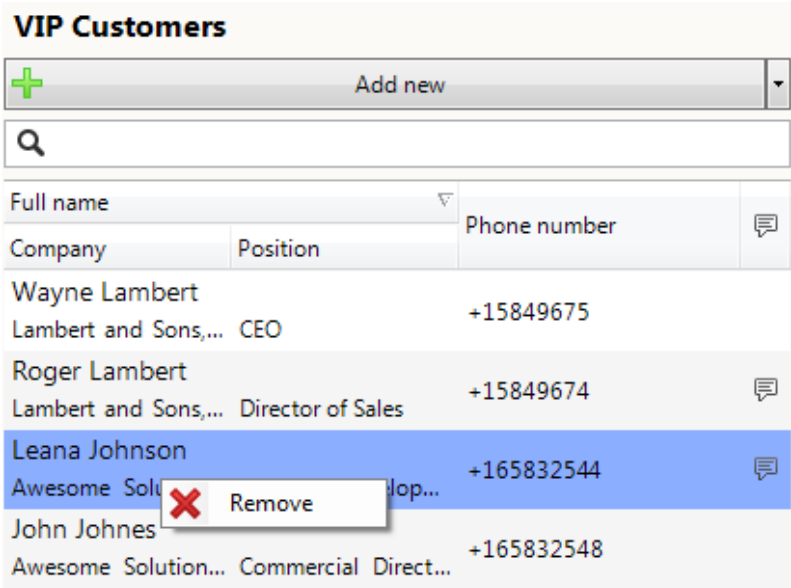 VIP Customers
Add new
Full name
Phone number
Company Position
Wayne Lambert
+15849675
Lambert and Sons,... CEO
Roger Lambert
+15849674
Lambert and Sons,... Director of Sales
Leana Johnson
+165832544
Awesome Solu lop...
Remove
John Johnes
+165832548
Awesome Solution... Commercial Direct...